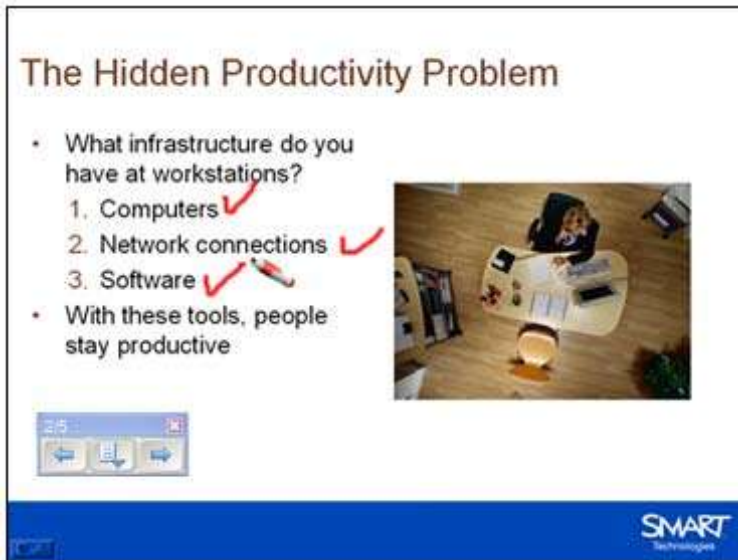 The Hidden Productivity Problem
• What infrastructure do you
have at workstations?
1. Computers
2. Network connections
3. Software
• With these tools, people
stay productive
2/5
SMART
Technologies